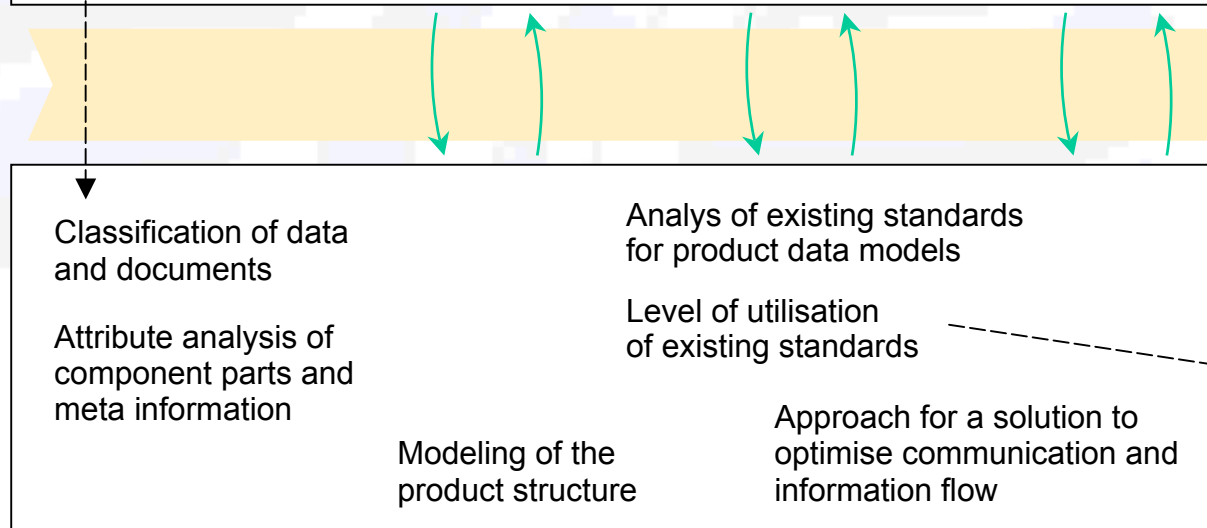 Classification of data
and documents
Attribute analysis of
component parts and
meta information
Modeling of the
product structure
Analys of existing standards
for product data models
Level of utilisation
of existing standards
Approach for a solution to
optimise communication and
information flow